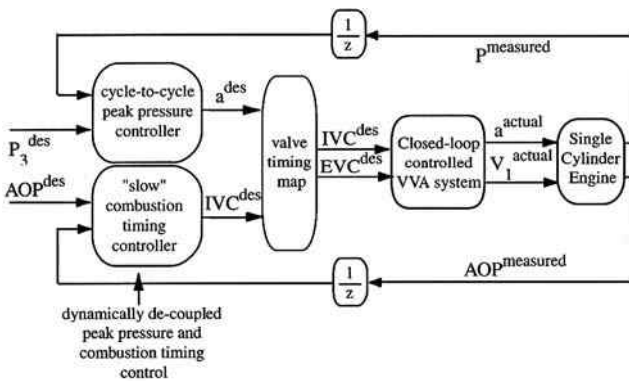 1
z
P^measured
cycle-to-cycle
peak pressure
controller
a^des
P_3^des
AOP^des
"slow"
combustion
timing
controller
IVC^des
valve
timing
map
IVC^des
EVC^des
Closed-loop
controlled
VVA system
a^actual
V_1^actual
Single
Cylinder
Engine
1
z
AOP^measured
dynamically de-coupled
peak pressure and
combustion timing
control